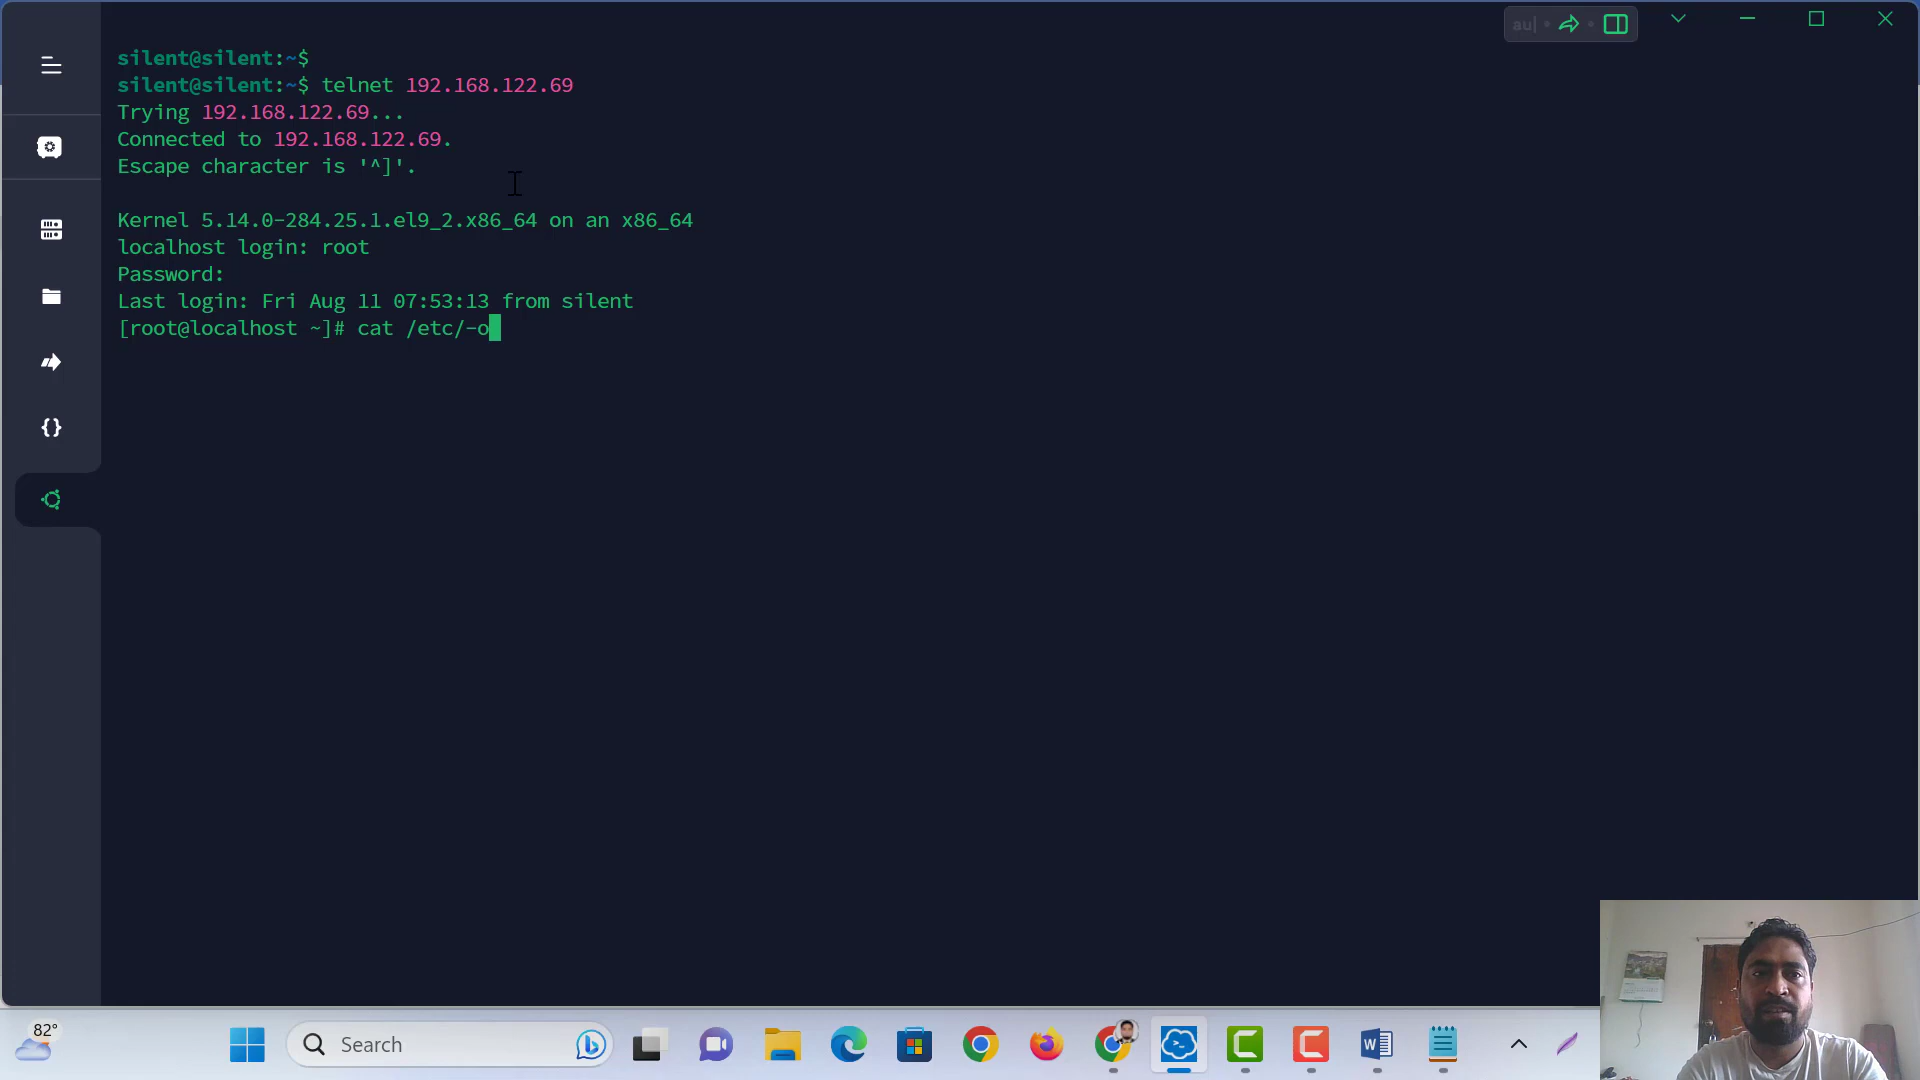 au|
silent@silent:~$
silent@silent:~$ telnet 192.168.122.69
Trying 192.168.122.69...
Connected to 192.168.122.69.
Escape character is '^]'.
Kernel 5.14.0-284.25.1.el9_2.x86_64 on an x86_64
localhost login: root
Password:
Last login: Fri Aug 11 07:53:13 from silent
[root@localhost ~]# cat /etc/-o
82°
Search